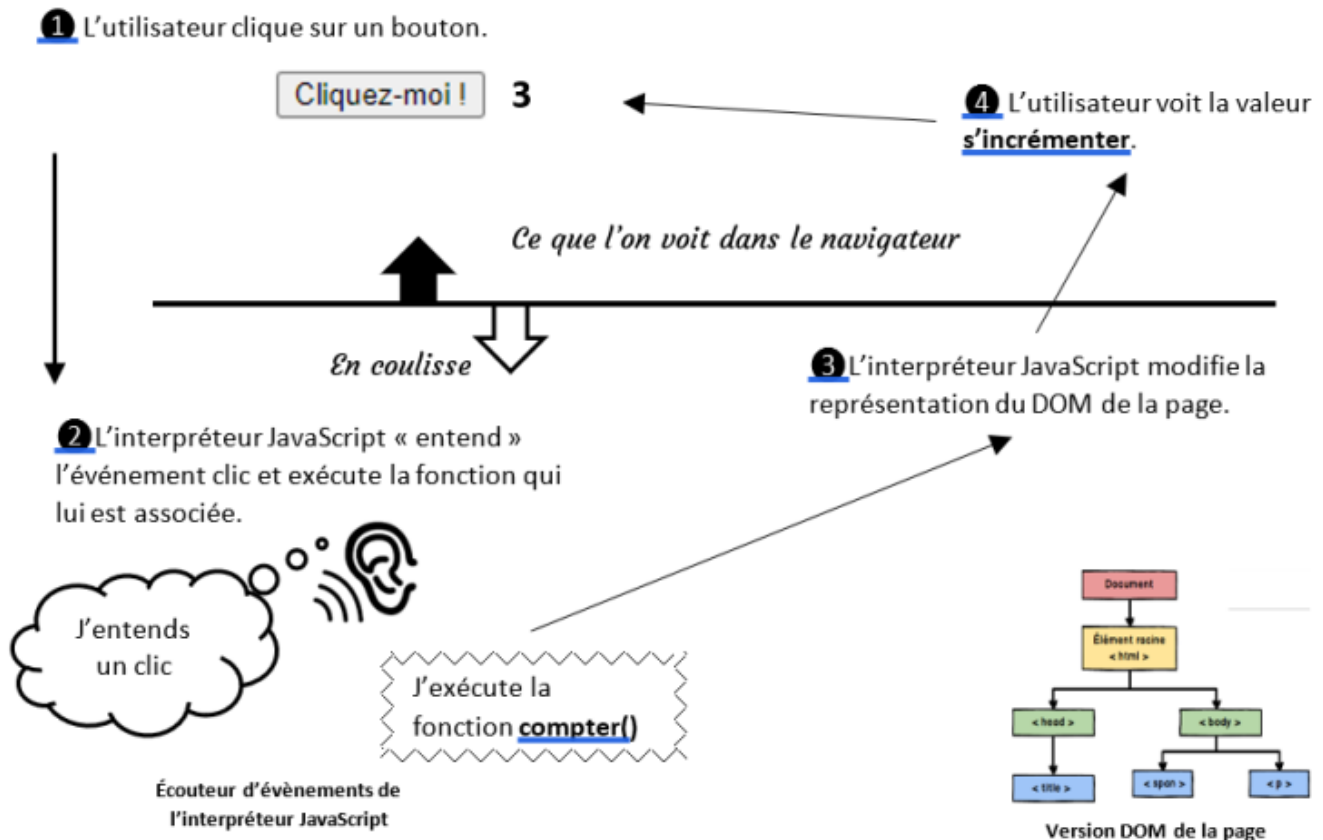 ❶ L'utilisateur clique sur un bouton.
Cliquez-moi ! 3
❹ L'utilisateur voit la valeur
s'incrémenter.
Ce que l'on voit dans le navigateur
En coulisse
❸ L'interpréteur JavaScript modifie la
représentation du DOM de la page.
❷ L'interpréteur JavaScript « entend »
l'événement clic et exécute la fonction qui
lui est associée.
J'entends
un clic
J'exécute la
fonction compter()
Écouteur d'évènements de
l'interpréteur JavaScript
Document
Élément racine
< html >
< head >
< body >
< title >
< span >
< p >
Version DOM de la page